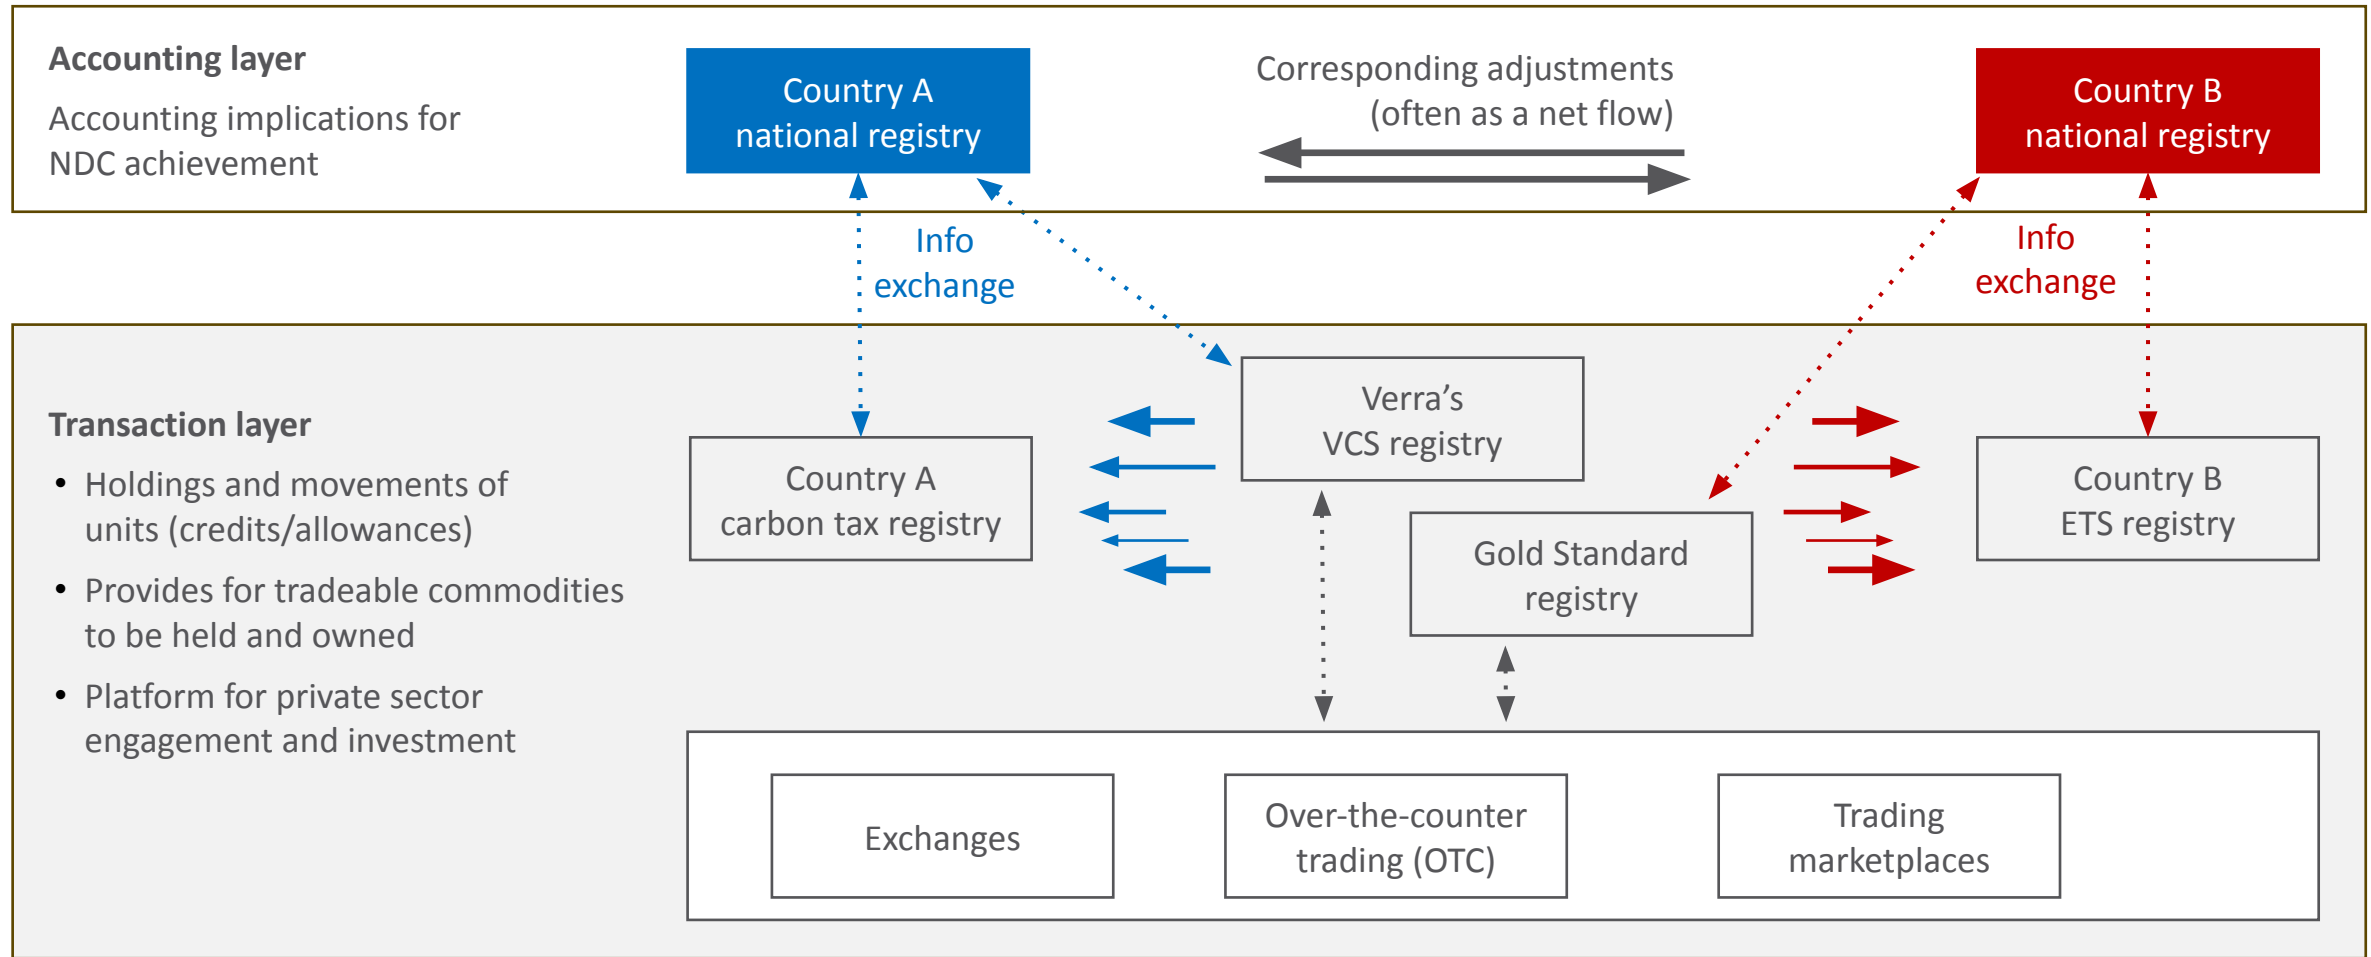 Accounting layer
Accounting implications for
NDC achievement
Country A
national registry
Corresponding adjustments
(often as a net flow)
Country B
national registry
Info
exchange
Info
exchange
Transaction layer
• Holdings and movements of
units (credits/allowances)
• Provides for tradeable commodities
to be held and owned
• Platform for private sector
engagement and investment
Country A
carbon tax registry
Verra’s
VCS registry
Gold Standard
registry
Country B
ETS registry
Exchanges
Over-the-counter
trading (OTC)
Trading
marketplaces